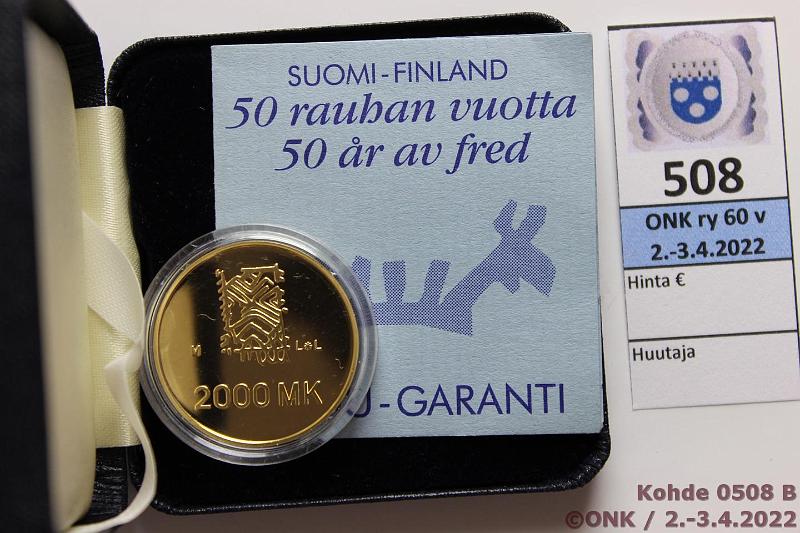 SUOMI-FINLAND
50 rauhan vuotta
50 år av fred
U-GARANTI
M L*L
2000 MK
508
ONK ry 60 v
2.-3.4.2022
Hinta €
Huutaja
Kohde 0508 B
©ONK / 2.-3.4.2022